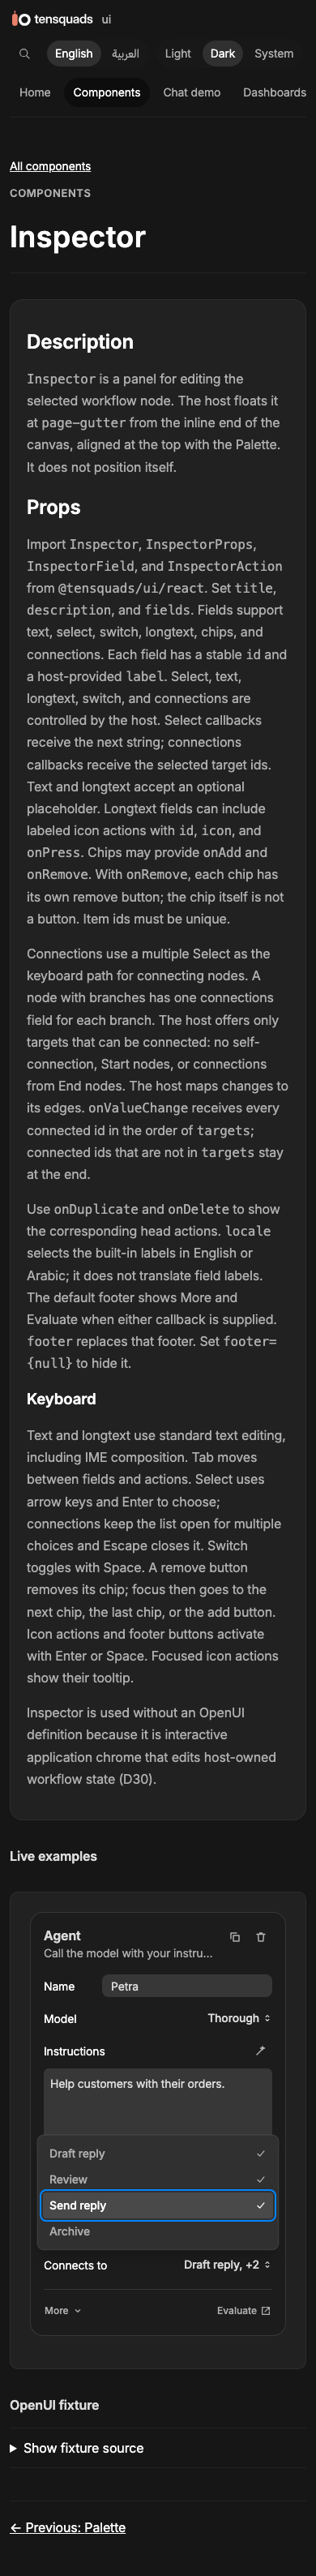 tensquads ui
English العربية Light Dark System
Home Components Chat demo Dashboards
All components
COMPONENTS
Inspector
Description
Inspector is a panel for editing the
selected workflow node. The host floats it
at page-gutter from the inline end of the
canvas, aligned at the top with the Palette.
It does not position itself.
Props
Import Inspector, InspectorProps,
InspectorField, and InspectorAction
from @tensquads/ui/react. Set title,
description, and fields. Fields support
text, select, switch, longtext, chips, and
connections. Each field has a stable id and
a host-provided label. Select, text,
longtext, switch, and connections are
controlled by the host. Select callbacks
receive the next string; connections
callbacks receive the selected target ids.
Text and longtext accept an optional
placeholder. Longtext fields can include
labeled icon actions with id, icon, and
onPress. Chips may provide onAdd and
onRemove. With onRemove, each chip has
its own remove button; the chip itself is not
a button. Item ids must be unique.
Connections use a multiple Select as the
keyboard path for connecting nodes. A
node with branches has one connections
field for each branch. The host offers only
targets that can be connected: no self-
connection, Start nodes, or connections
from End nodes. The host maps changes to
its edges. onValueChange receives every
connected id in the order of targets;
connected ids that are not in targets stay
at the end.
Use onDuplicate and onDelete to show
the corresponding head actions. locale
selects the built-in labels in English or
Arabic; it does not translate field labels.
The default footer shows More and
Evaluate when either callback is supplied.
footer replaces that footer. Set footer=
{null} to hide it.
Keyboard
Text and longtext use standard text editing,
including IME composition. Tab moves
between fields and actions. Select uses
arrow keys and Enter to choose;
connections keep the list open for multiple
choices and Escape closes it. Switch
toggles with Space. A remove button
removes its chip; focus then goes to the
next chip, the last chip, or the add button.
Icon actions and footer buttons activate
with Enter or Space. Focused icon actions
show their tooltip.
Inspector is used without an OpenUI
definition because it is interactive
application chrome that edits host-owned
workflow state (D30).
Live examples
Agent
Call the model with your instru...
Name Petra
Model Thorough
Instructions
Help customers with their orders.
Draft reply
Review
Send reply
Archive
Connects to Draft reply, +2
More Evaluate
OpenUI fixture
Show fixture source
← Previous: Palette